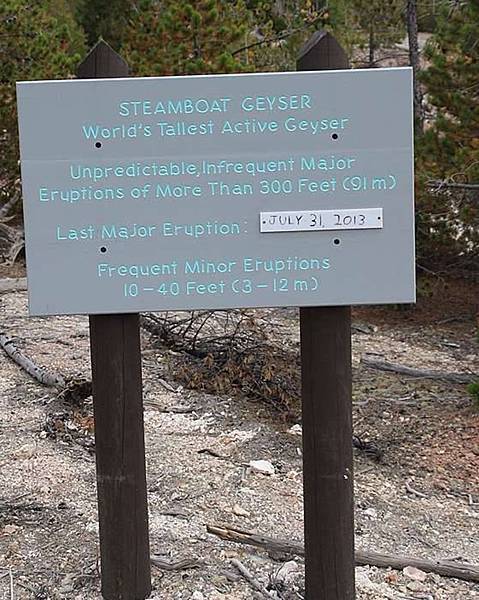 STEAMBOAT GEYSER
World's Tallest Active Geyser
Unpredictable, Infrequent Major
Eruptions of More Than 300 Feet (91 m)
Last Major Eruption: JULY 31, 2013
Frequent Minor Eruptions
10-40 Feet (3-12 m)